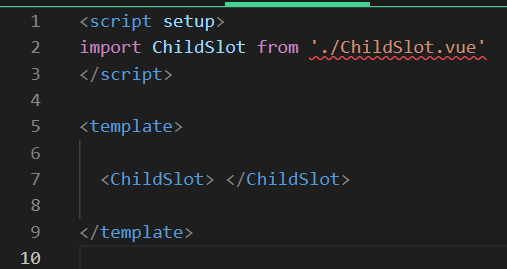 1 <script setup>
2 import ChildSlot from './ChildSlot.vue'
3 </script>
4
5 <template>
6
7 <ChildSlot> </ChildSlot>
8
9 </template>
10